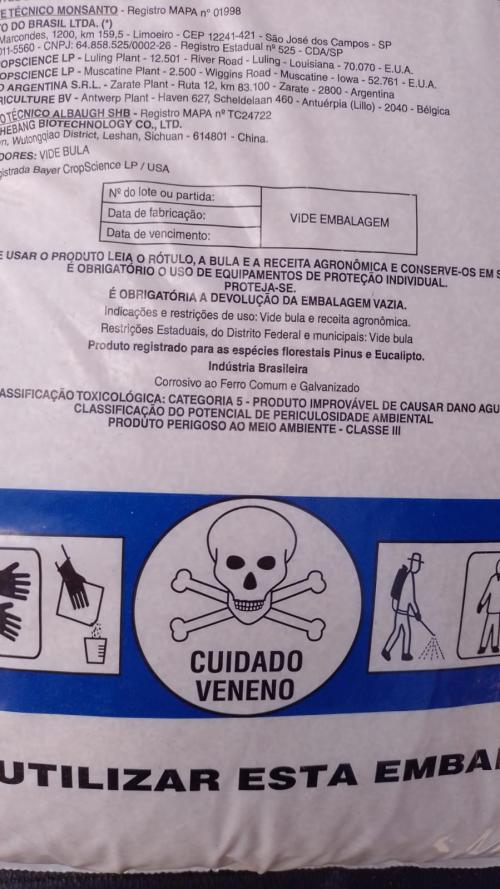 TÉCNICO MONSANTO - Registro MAPA nº 01998
TO DO BRASIL LTDA. (*)
Marcondes, 1200, km 159,5 - Limoeiro - CEP 12241-421 - São José dos Campos - SP
011-5560 - CNPJ: 64.858.525/0002-26 - Registro Estadual nº 525 - CDA/SP
OPSCIENCE LP - Luling Plant - 12.501 - River Road - Luling - Louisiana - 70.070 - E.U.A.
OPSCIENCE LP - Muscatine Plant - 2.500 - Wiggins Road - Muscatine - Iowa - 52.761 - E.U.A.
O ARGENTINA S.R.L. - Zarate Plant - Ruta 12, km 83.100 - Zarate - 2800 - Argentina
RICULTURE BV - Antwerp Plant - Haven 627, Scheldelaan 460 - Antuérpia (Lillo) - 2040 - Bélgica
OTÉCNICO ALBAUGH SHB - Registro MAPA nº TC24722
HEBANG BIOTECHNOLOGY CO., LTD.
n, Wutongqiao District, Leshan, Sichuan - 614801 - China.
DORES: VIDE BULA
gistrada Bayer CropScience LP / USA
Nº do lote ou partida:
Data de fabricação:
Data de vencimento:
VIDE EMBALAGEM
E USAR O PRODUTO LEIA O RÓTULO, A BULA E A RECEITA AGRONÔMICA E CONSERVE-OS EM S
É OBRIGATÓRIO O USO DE EQUIPAMENTOS DE PROTEÇÃO INDIVIDUAL.
PROTEJA-SE.
É OBRIGATÓRIA A DEVOLUÇÃO DA EMBALAGEM VAZIA.
Indicações e restrições de uso: Vide bula e receita agronômica.
Restrições Estaduais, do Distrito Federal e municipais: Vide bula
Produto registrado para as espécies florestais Pinus e Eucalipto.
Indústria Brasileira
Corrosivo ao Ferro Comum e Galvanizado
ASSIFICAÇÃO TOXICOLÓGICA: CATEGORIA 5 - PRODUTO IMPROVÁVEL DE CAUSAR DANO AGU
CLASSIFICAÇÃO DO POTENCIAL DE PERICULOSIDADE AMBIENTAL
PRODUTO PERIGOSO AO MEIO AMBIENTE - CLASSE III
CUIDADO
VENENO
UTILIZAR ESTA EMBA